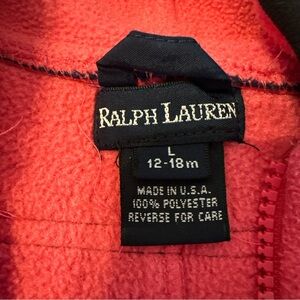 RALPH LAUREN
L
12-18m
MADE IN U.S.A.
100% POLYESTER
REVERSE FOR CARE